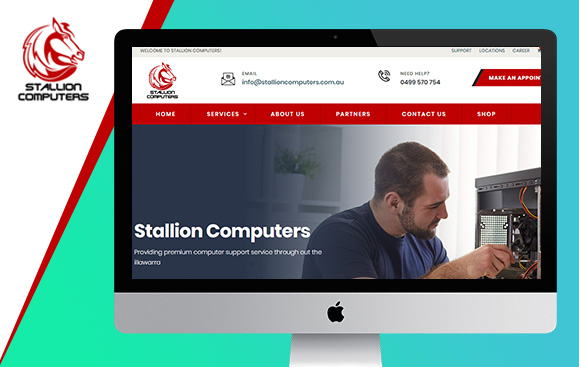 STALLION
COMPUTERS
WELCOME TO STALLION COMPUTERS!
SUPPORT LOCATIONS CAREER
STALLION
COMPUTERS
EMAIL
info@stallioncomputers.com.au
NEED HELP?
0499 570 754
MAKE AN APPOINT
HOME SERVICES ABOUT US PARTNERS CONTACT US SHOP
Stallion Computers
Providing premium computer support service through out the
illawarra